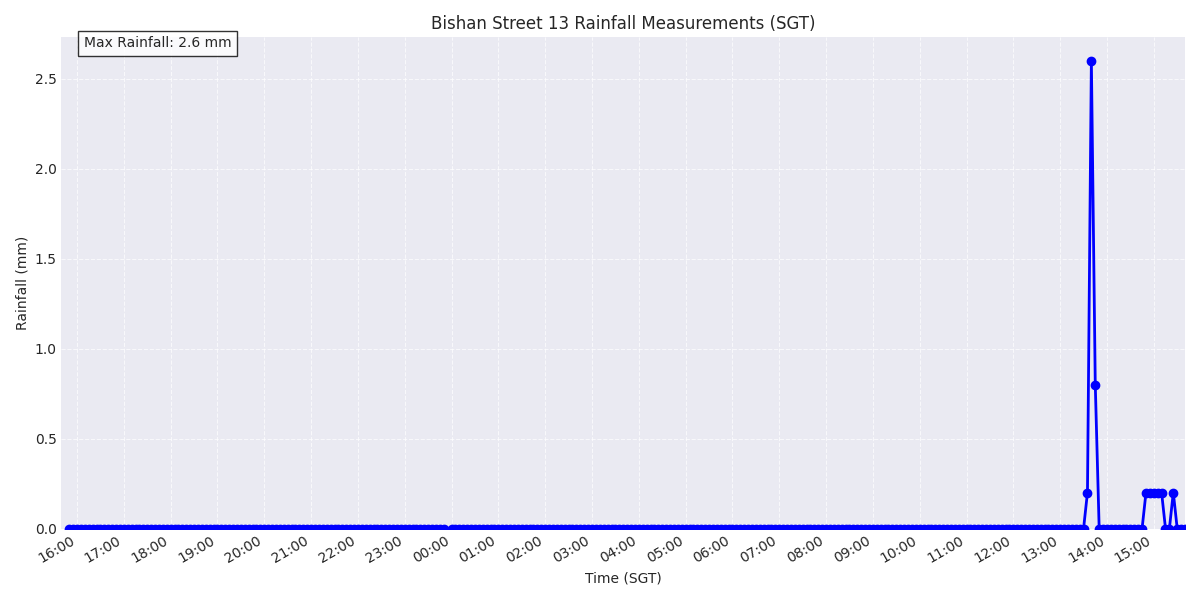 Bishan Street 13 Rainfall Measurements (SGT)
Max Rainfall: 2.6 mm
Rainfall (mm)
2.5
2.0
1.5
1.0
0.5
0.0
16:00 17:00 18:00 19:00 20:00 21:00 22:00 23:00 00:00 01:00 02:00 03:00 04:00 05:00 06:00 07:00 08:00 09:00 10:00 11:00 12:00 13:00 14:00 15:00
Time (SGT)